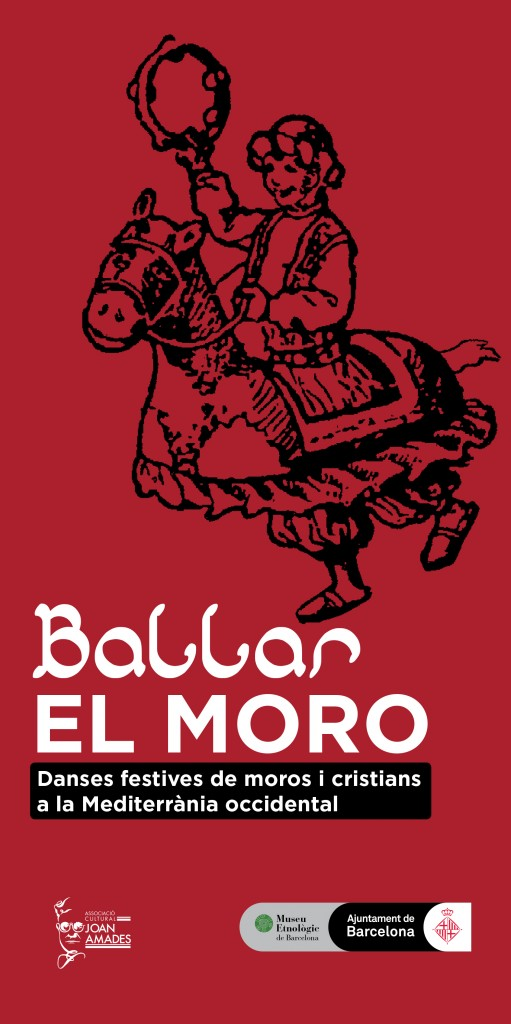 Ballar
EL MORO
Danses festives de moros i cristians
a la Mediterrània occidental
ASSOCIACIÓ
CULTURAL
JOAN
AMADES
Museu
Etnològic
de Barcelona
Ajuntament de
Barcelona